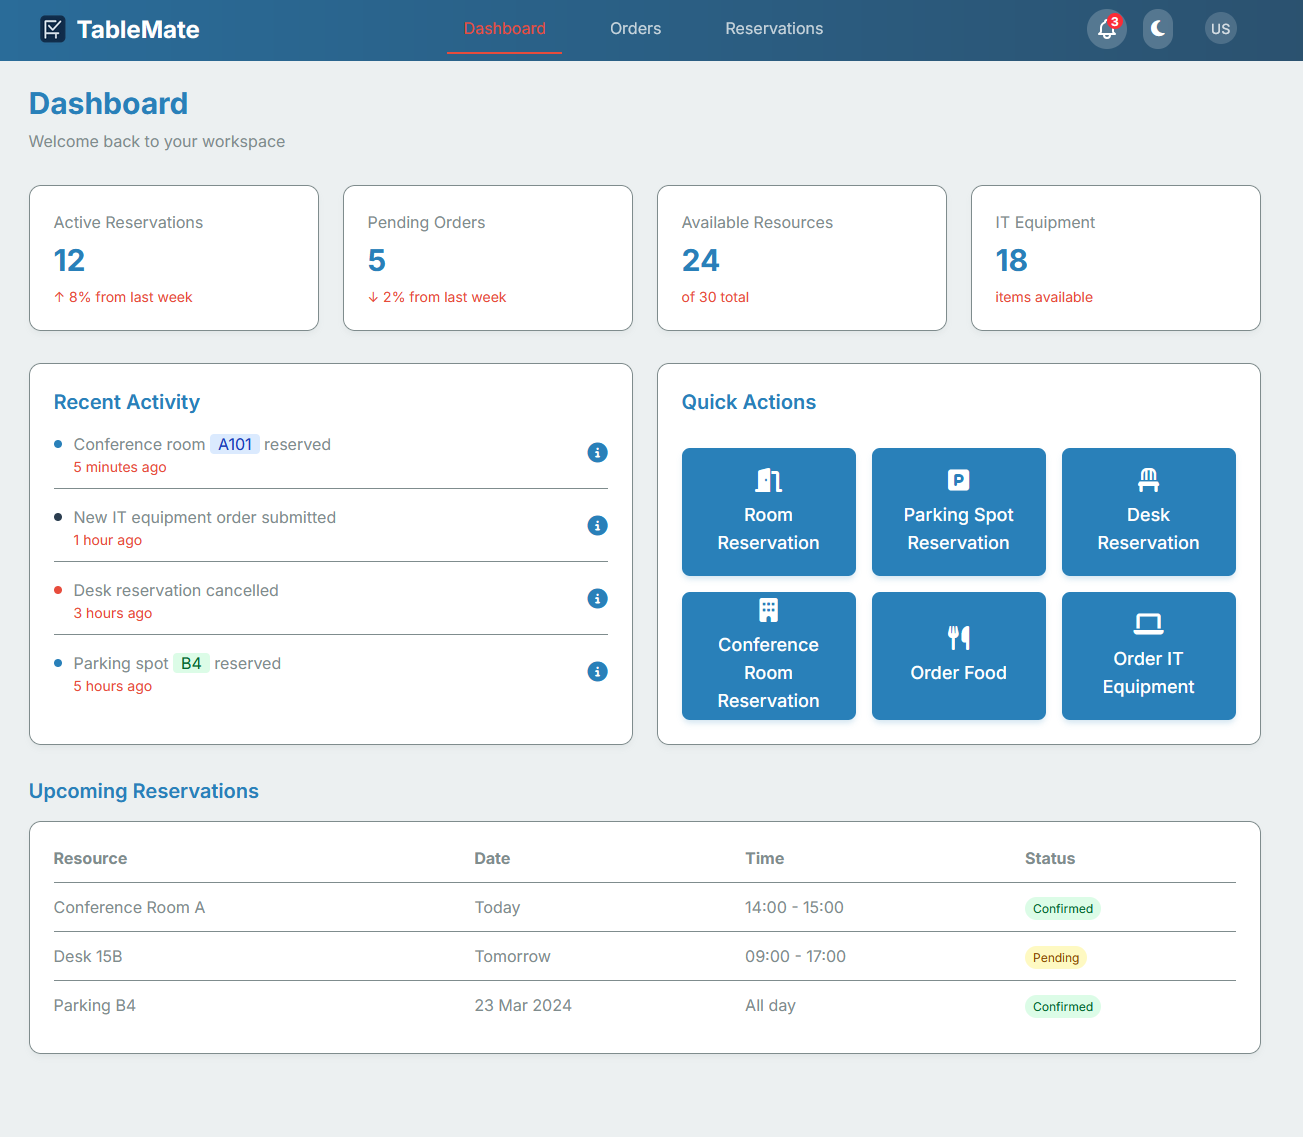 TableMate
Dashboard
Orders
Reservations
3
US
Dashboard
Welcome back to your workspace
Active Reservations
12
↑ 8% from last week
Pending Orders
5
↓ 2% from last week
Available Resources
24
of 30 total
IT Equipment
18
items available
Recent Activity
Conference room A101 reserved
5 minutes ago
New IT equipment order submitted
1 hour ago
Desk reservation cancelled
3 hours ago
Parking spot B4 reserved
5 hours ago
Quick Actions
Room
Reservation
P
Parking Spot
Reservation
Desk
Reservation
Conference
Room
Reservation
Order Food
Order IT
Equipment
Upcoming Reservations
Resource Date Time Status
Conference Room A Today 14:00 - 15:00 Confirmed
Desk 15B Tomorrow 09:00 - 17:00 Pending
Parking B4 23 Mar 2024 All day Confirmed